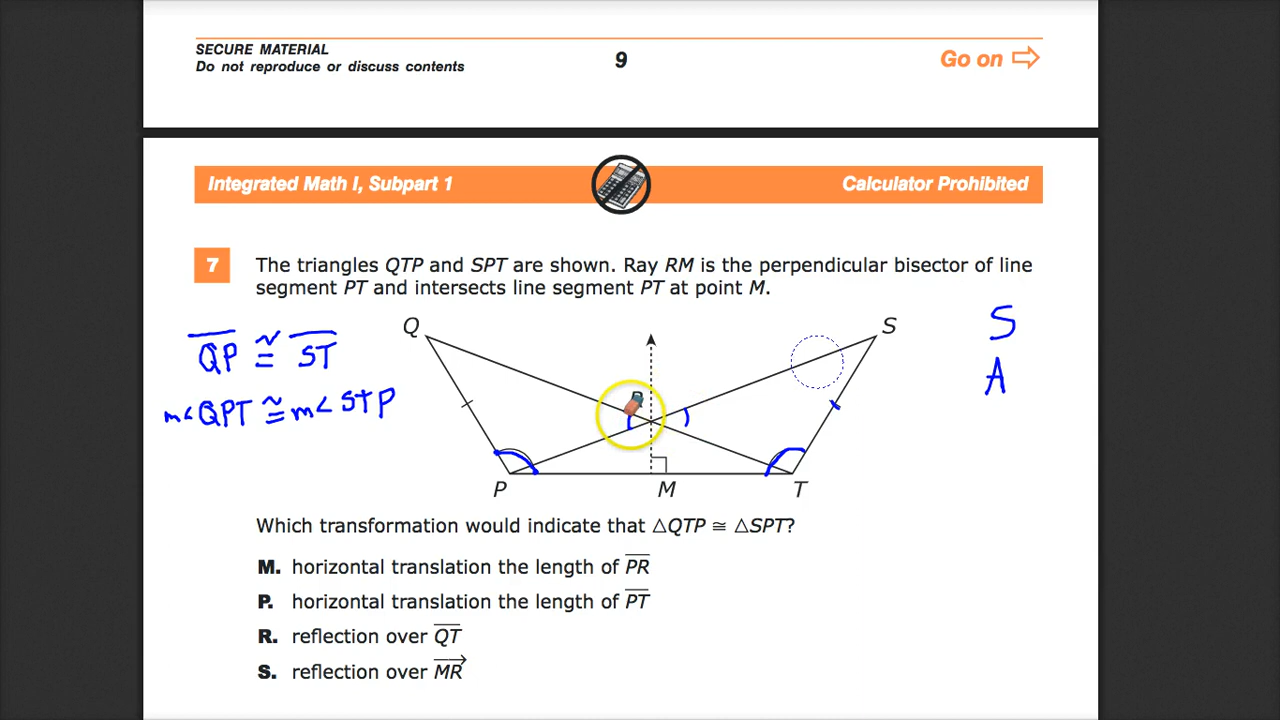 SECURE MATERIAL
Do not reproduce or discuss contents
9
Go on
Integrated Math I, Subpart 1
Calculator Prohibited
7
The triangles QTP and SPT are shown. Ray RM is the perpendicular bisector of line
segment PT and intersects line segment PT at point M.
Q
S
S
QP ≅ ST
A
m∠QPT ≅ m∠STP
P
M
T
Which transformation would indicate that △QTP ≅ △SPT?
M. horizontal translation the length of PR
P. horizontal translation the length of PT
R. reflection over QT
S. reflection over MR